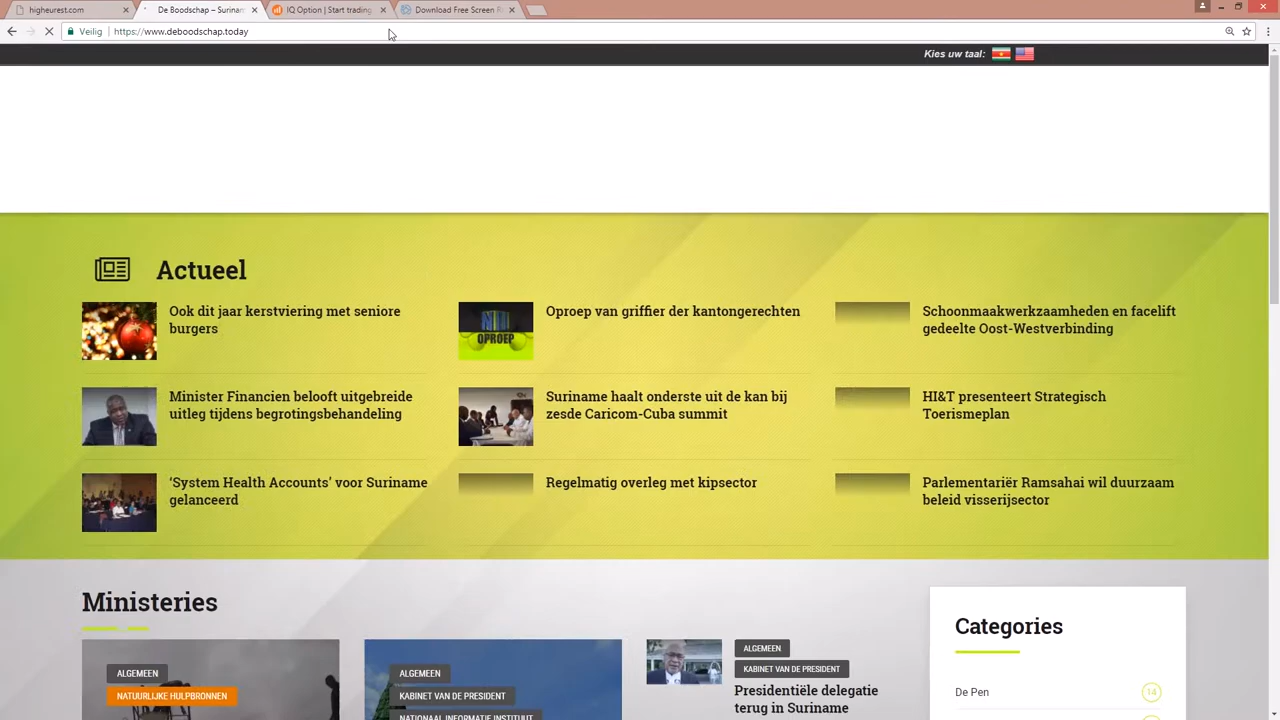 higheurest.com
De Boodschap – Surinam
IQ Option | Start trading
Download Free Screen R
Veilig
https://www.deboodschap.today
Kies uw taal:
Actueel
Ook dit jaar kerstviering met seniore
burgers
OPROEP
Oproep van griffier der kantongerechten
Schoonmaakwerkzaamheden en facelift
gedeelte Oost-Westverbinding
Minister Financien belooft uitgebreide
uitleg tijdens begrotingsbehandeling
Suriname haalt onderste uit de kan bij
zesde Caricom-Cuba summit
HI&T presenteert Strategisch
Toerismeplan
‘System Health Accounts’ voor Suriname
gelanceerd
Regelmatig overleg met kipsector
Parlementariër Ramsahai wil duurzaam
beleid visserijsector
Ministeries
ALGEMEEN
NATUURLIJKE HULPBRONNEN
ALGEMEEN
KABINET VAN DE PRESIDENT
NATIONAAL INFORMATIE INSTITUUT
ALGEMEEN
KABINET VAN DE PRESIDENT
Presidentiële delegatie
terug in Suriname
Categories
De Pen
14